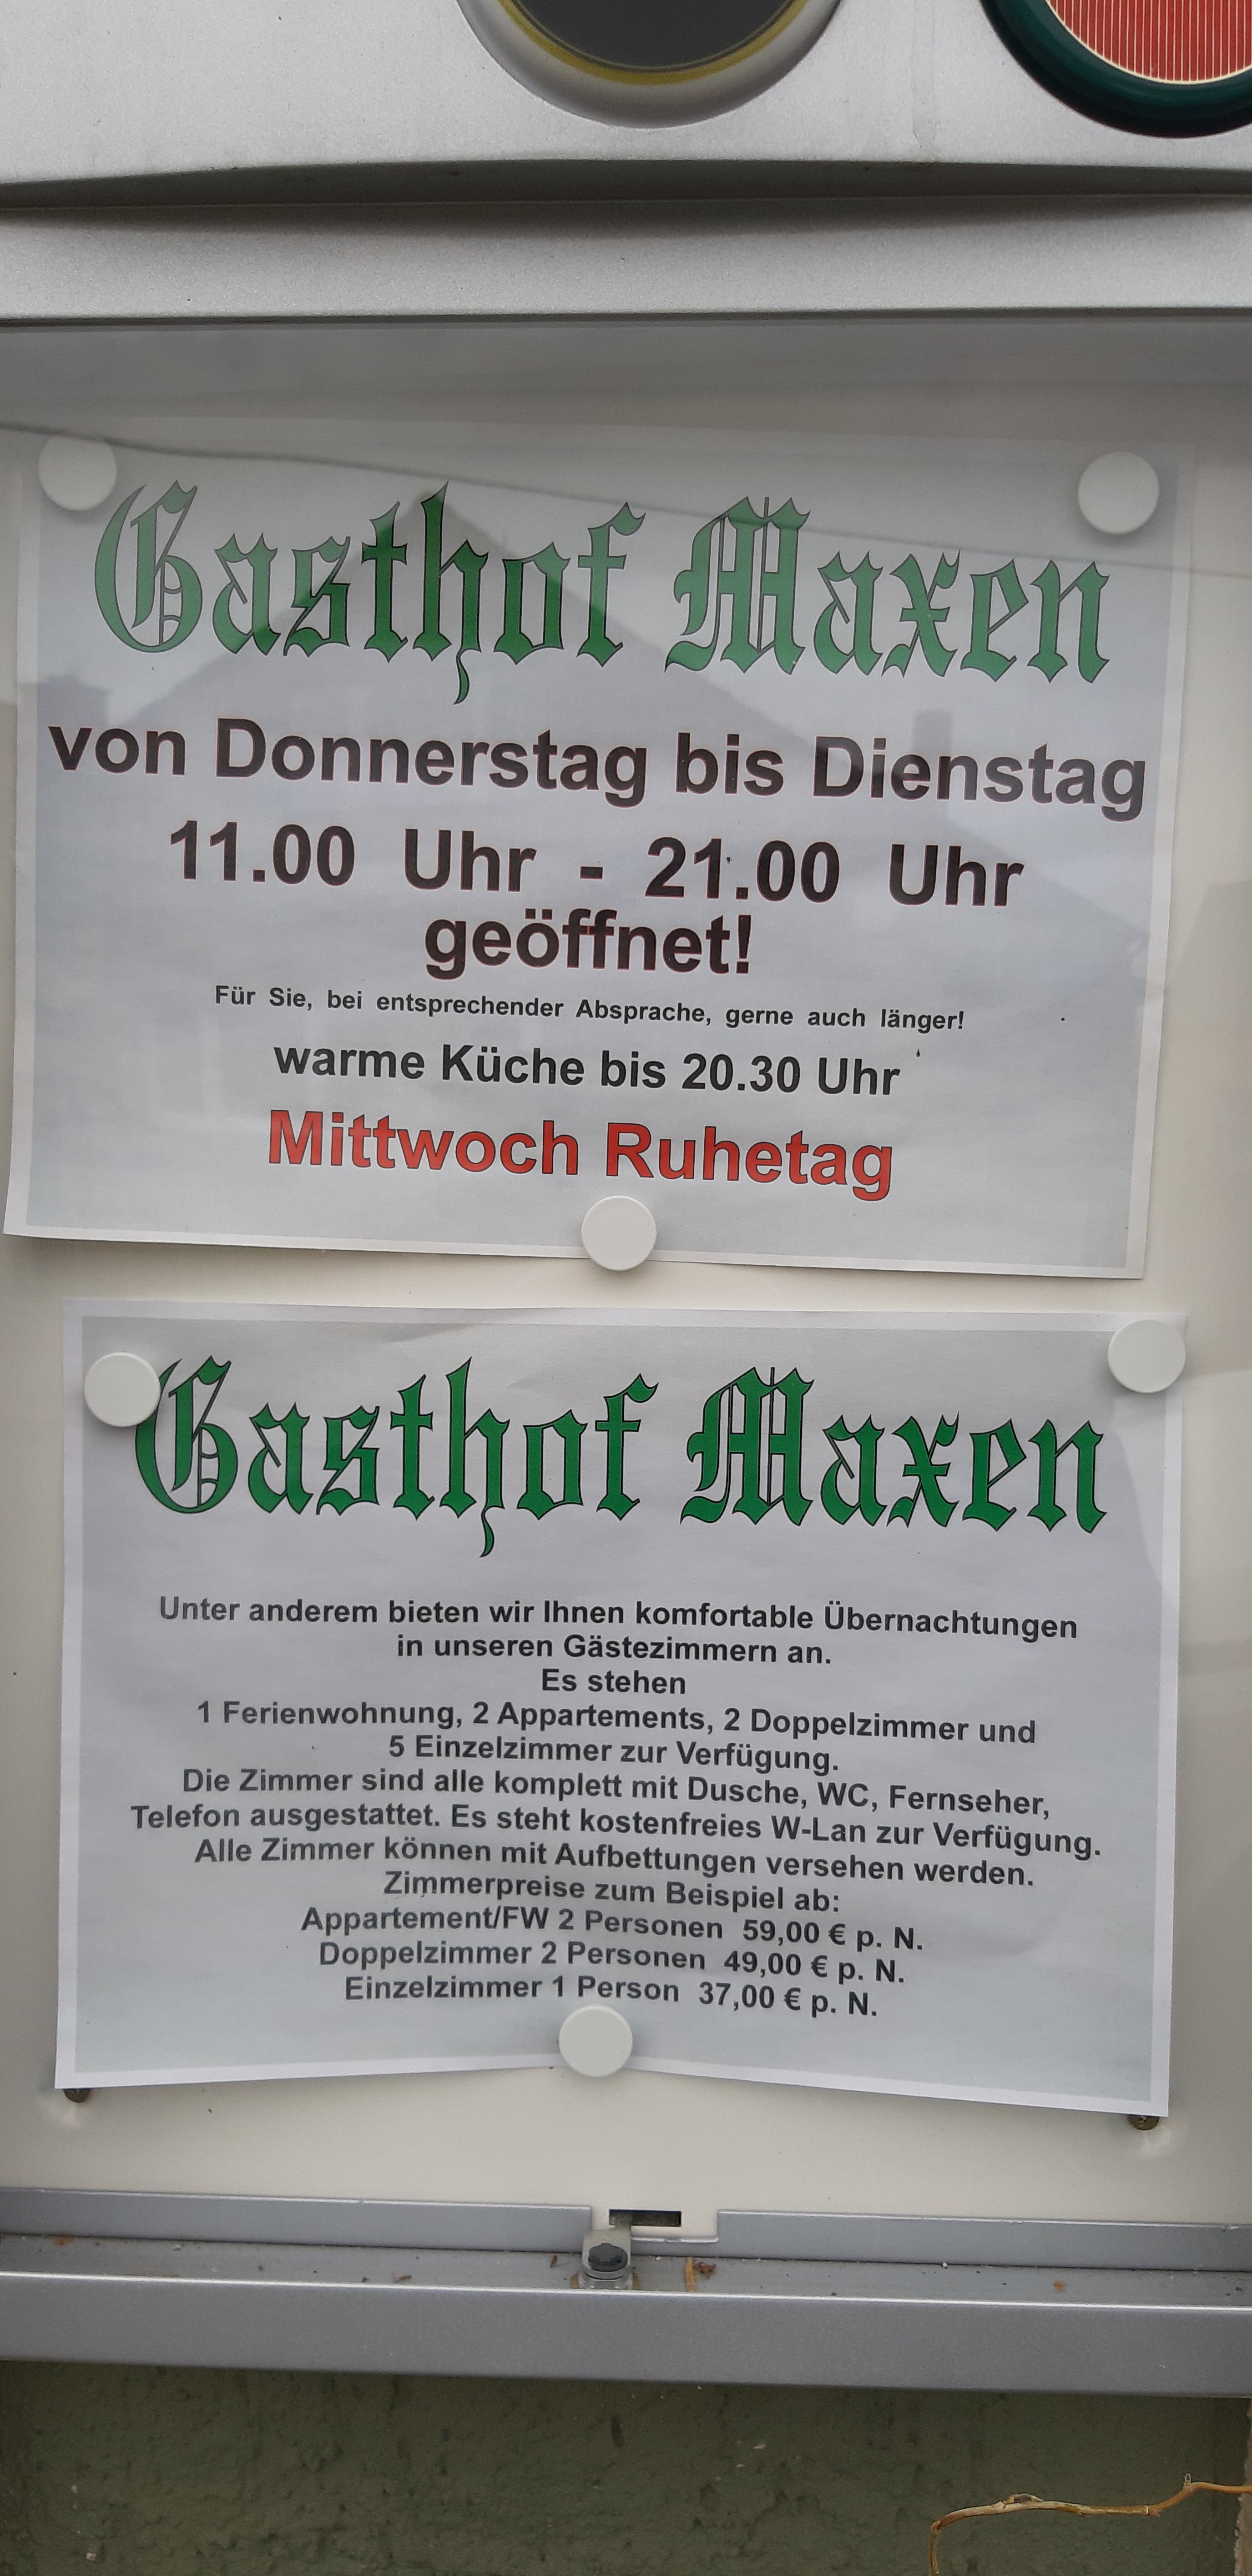 Gasthof Maxen
von Donnerstag bis Dienstag
11.00 Uhr - 21.00 Uhr
geöffnet!
Für Sie, bei entsprechender Absprache, gerne auch länger!
warme Küche bis 20.30 Uhr
Mittwoch Ruhetag
Gasthof Maxen
Unter anderem bieten wir Ihnen komfortable Übernachtungen
in unseren Gästezimmern an.
Es stehen
1 Ferienwohnung, 2 Appartements, 2 Doppelzimmer und
5 Einzelzimmer zur Verfügung.
Die Zimmer sind alle komplett mit Dusche, WC, Fernseher,
Telefon ausgestattet. Es steht kostenfreies W-Lan zur Verfügung.
Alle Zimmer können mit Aufbettungen versehen werden.
Zimmerpreise zum Beispiel ab:
Appartement/FW 2 Personen 59,00 € p. N.
Doppelzimmer 2 Personen 49,00 € p. N.
Einzelzimmer 1 Person 37,00 € p. N.